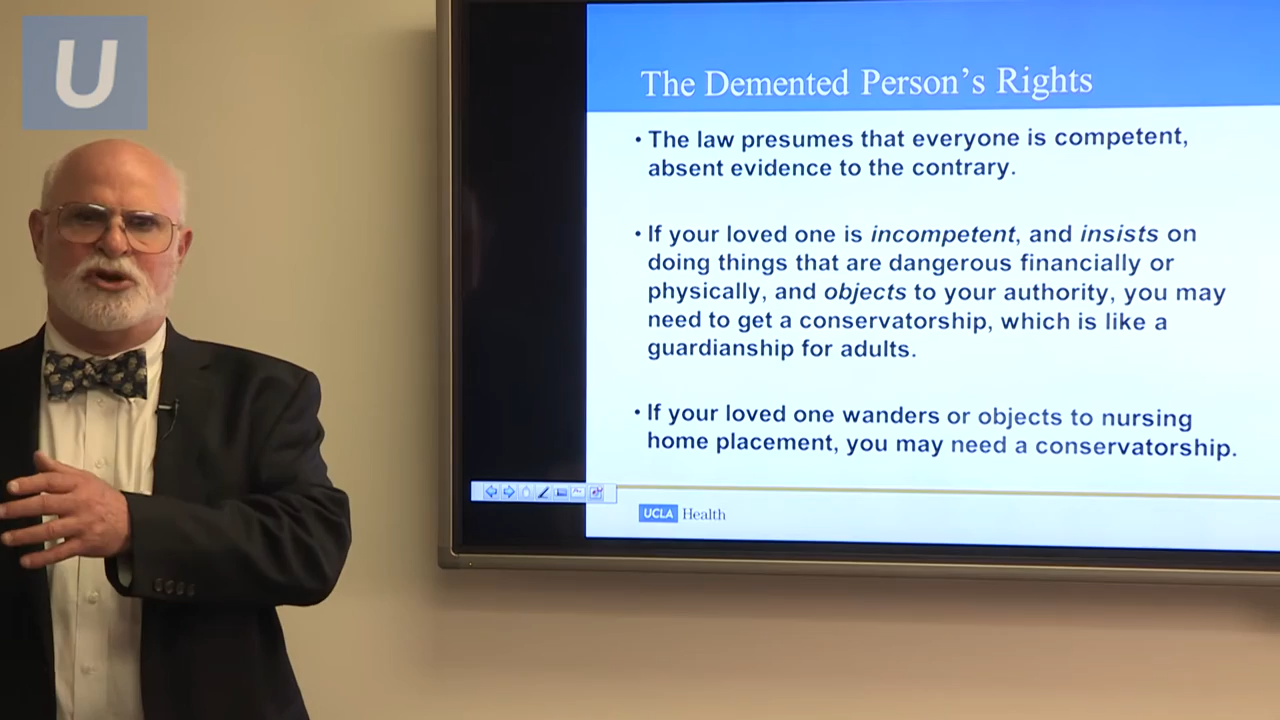 U
The Demented Person's Rights
• The law presumes that everyone is competent,
absent evidence to the contrary.
• If your loved one is incompetent, and insists on
doing things that are dangerous financially or
physically, and objects to your authority, you may
need to get a conservatorship, which is like a
guardianship for adults.
• If your loved one wanders or objects to nursing
home placement, you may need a conservatorship.
UCLA Health